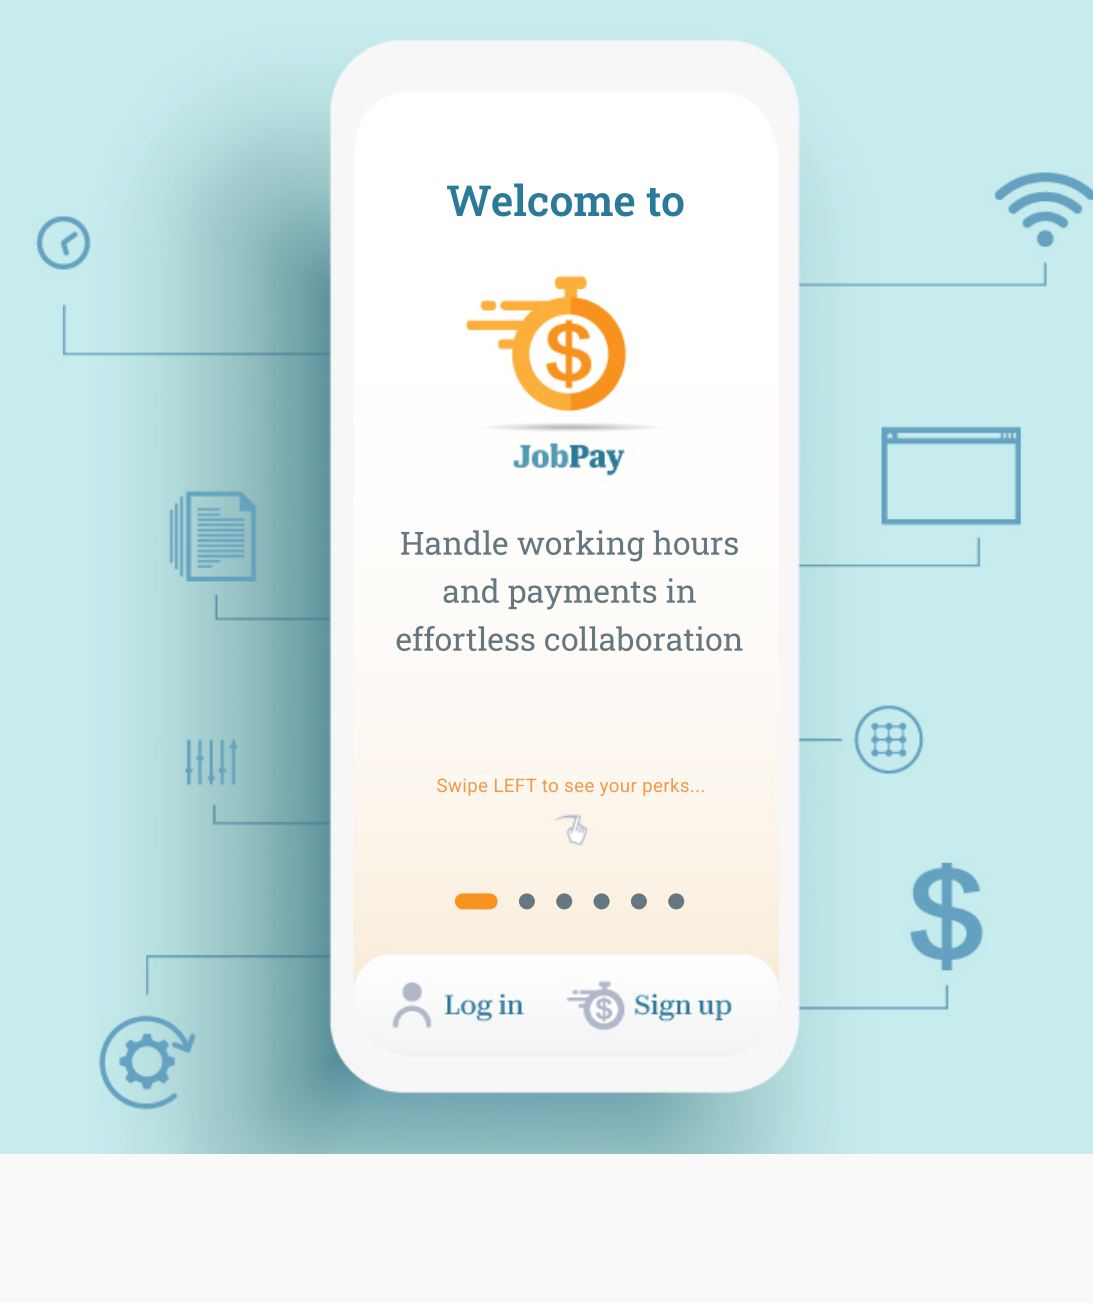 Welcome to
JobPay
Handle working hours
and payments in
effortless collaboration
Swipe LEFT to see your perks...
Log in
Sign up